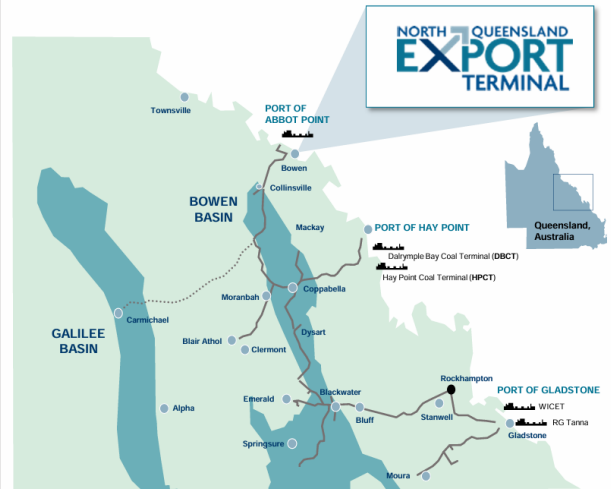 NORTH QUEENSLAND
EXPORT
TERMINAL
Townsville
PORT OF
ABBOT POINT
Bowen
Collinsville
BOWEN
BASIN
Mackay
PORT OF HAY POINT
Queensland,
Australia
Dalrymple Bay Coal Terminal (DBCT)
Hay Point Coal Terminal (HPCT)
Coppabella
Moranbah
Carmichael
GALILEE
BASIN
Blair Athol
Clermont
Dysart
Rockhampton
PORT OF GLADSTONE
Emerald
Blackwater
WICET
Alpha
Bluff
Stanwell
RG Tanna
Gladstone
Springsure
Moura